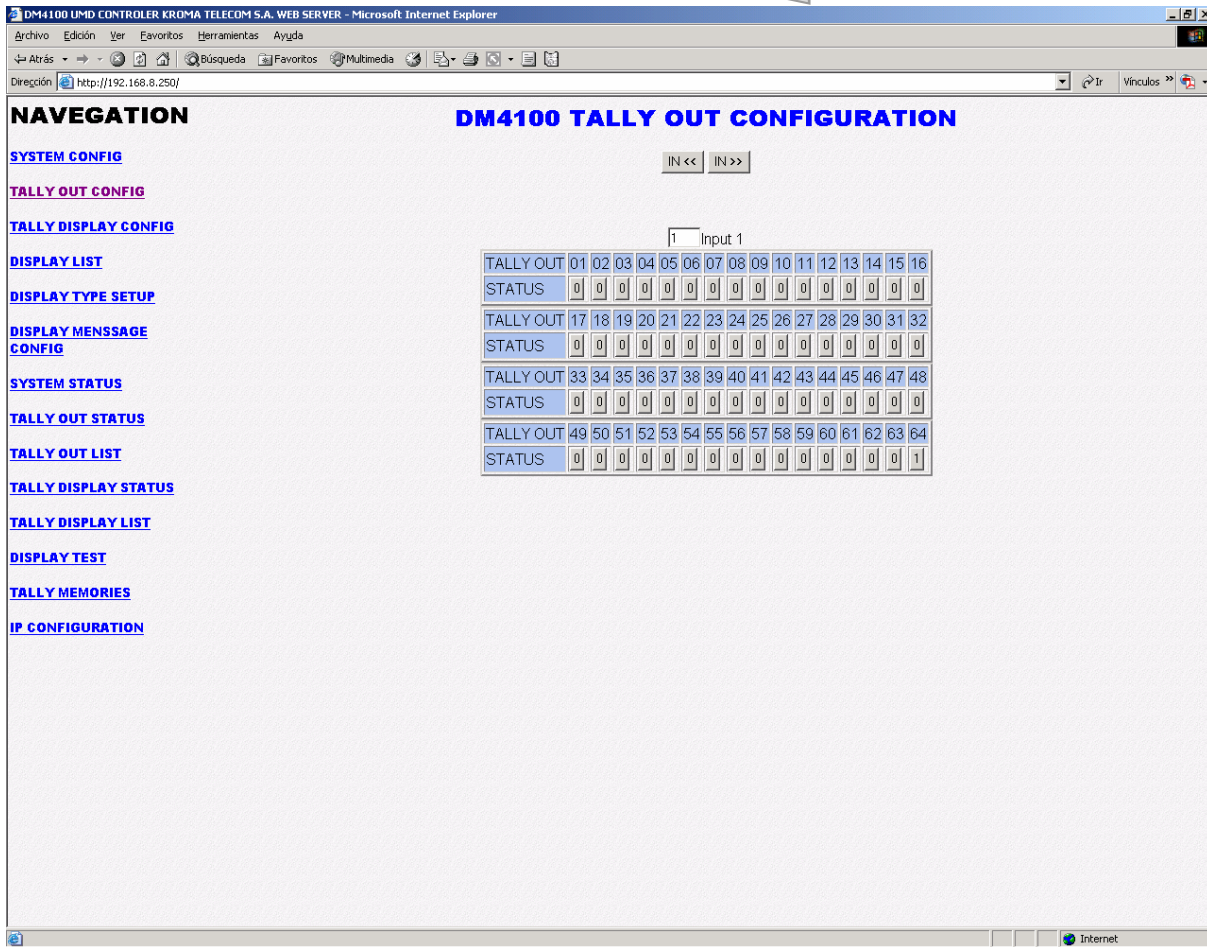 DM4100 UMD CONTROLER KROMA TELECOM S.A. WEB SERVER - Microsoft Internet Explorer
Archivo Edición Ver Favoritos Herramientas Ayuda
Atrás Búsqueda Favoritos Multimedia
Dirección http://192.168.8.250/ Ir Vínculos »
NAVEGATION
SYSTEM CONFIG
TALLY OUT CONFIG
TALLY DISPLAY CONFIG
DISPLAY LIST
DISPLAY TYPE SETUP
DISPLAY MENSSAGE
CONFIG
SYSTEM STATUS
TALLY OUT STATUS
TALLY OUT LIST
TALLY DISPLAY STATUS
TALLY DISPLAY LIST
DISPLAY TEST
TALLY MEMORIES
IP CONFIGURATION
DM4100 TALLY OUT CONFIGURATION
IN << IN >>
1 Input 1
TALLY OUT 01 02 03 04 05 06 07 08 09 10 11 12 13 14 15 16
STATUS 0 0 0 0 0 0 0 0 0 0 0 0 0 0 0 0
TALLY OUT 17 18 19 20 21 22 23 24 25 26 27 28 29 30 31 32
STATUS 0 0 0 0 0 0 0 0 0 0 0 0 0 0 0 0
TALLY OUT 33 34 35 36 37 38 39 40 41 42 43 44 45 46 47 48
STATUS 0 0 0 0 0 0 0 0 0 0 0 0 0 0 0 0
TALLY OUT 49 50 51 52 53 54 55 56 57 58 59 60 61 62 63 64
STATUS 0 0 0 0 0 0 0 0 0 0 0 0 0 0 0 1
Internet